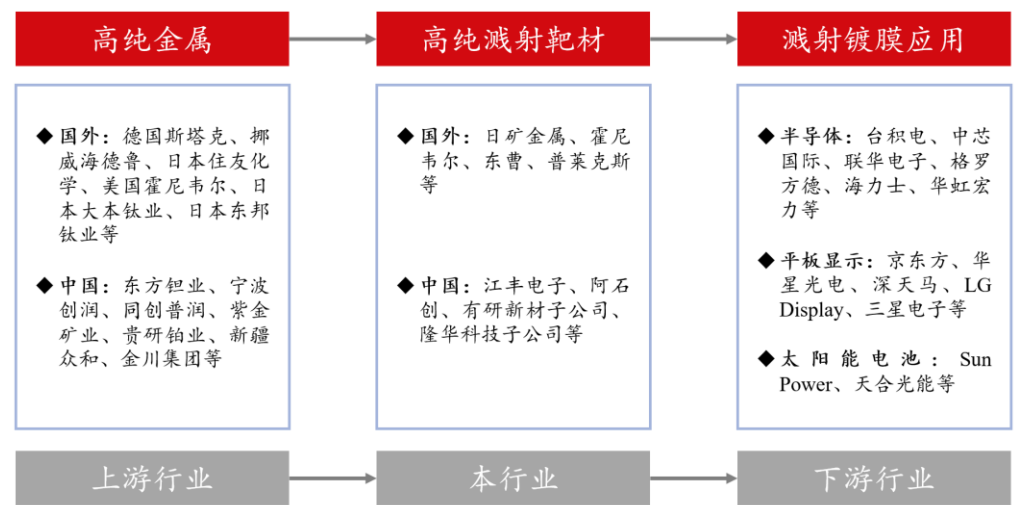 高纯金属
高纯溅射靶材
溅射镀膜应用
◆国外：德国斯塔克、挪
威海德鲁、日本住友化
学、美国霍尼韦尔、日
本大本钛业、日本东邦
钛业等
◆中国：东方钽业、宁波
创润、同创普润、紫金
矿业、贵研铂业、新疆
众和、金川集团等
◆国外：日矿金属、霍尼
韦尔、东曹、普莱克斯
等
◆中国：江丰电子、阿石
创、有研新材子公司、
隆华科技子公司等
◆半导体：台积电、中芯
国际、联华电子、格罗
方德、海力士、华虹宏
力等
◆平板显示：京东方、华
星光电、深天马、LG
Display、三星电子等
◆太阳能电池：Sun
Power、天合光能等
上游行业
本行业
下游行业